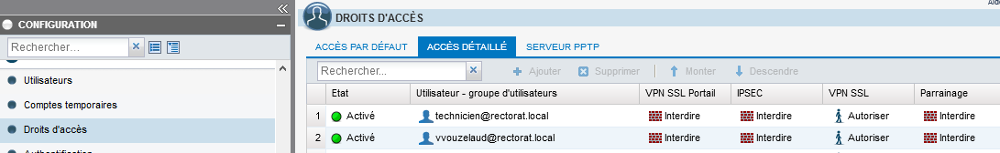 Aide
CONFIGURATION
Rechercher...
Utilisateurs
Comptes temporaires
Droits d'accès
DROITS D'ACCÈS
ACCÈS PAR DÉFAUT ACCÈS DÉTAILLÉ SERVEUR PPTP
Rechercher... Ajouter Supprimer Monter Descendre
Etat Utilisateur - groupe d'utilisateurs VPN SSL Portail IPSEC VPN SSL Parrainage
1 Activé technicien@rectorat.local Interdire Interdire Autoriser Interdire
2 Activé vvouzelaud@rectorat.local Interdire Interdire Autoriser Interdire